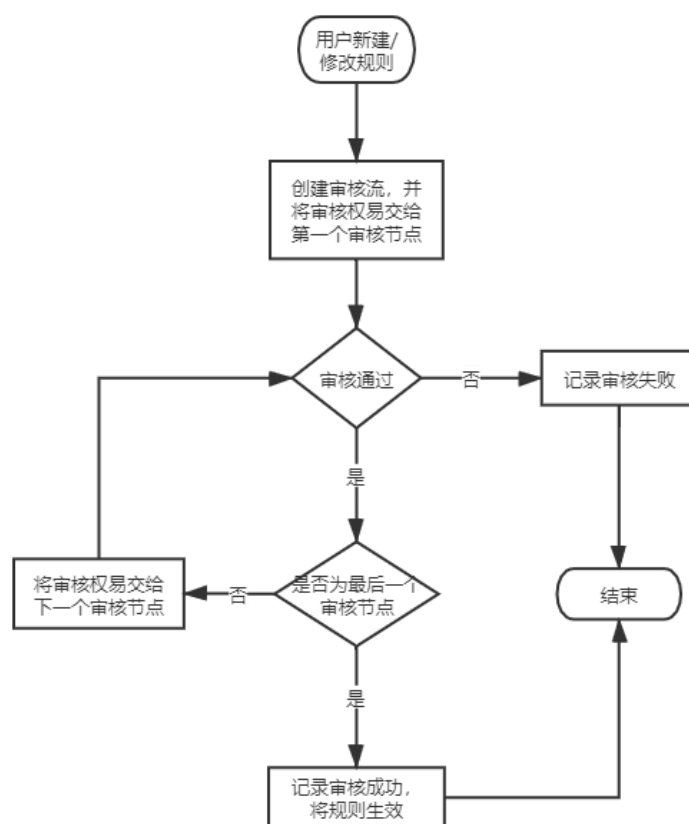 用户新建/
修改规则
创建审核流，并
将审核权易交给
第一个审核节点
审核通过
否
记录审核失败
是
将审核权易交给
下一个审核节点
否
是否为最后一个
审核节点
结束
是
记录审核成功，
将规则生效